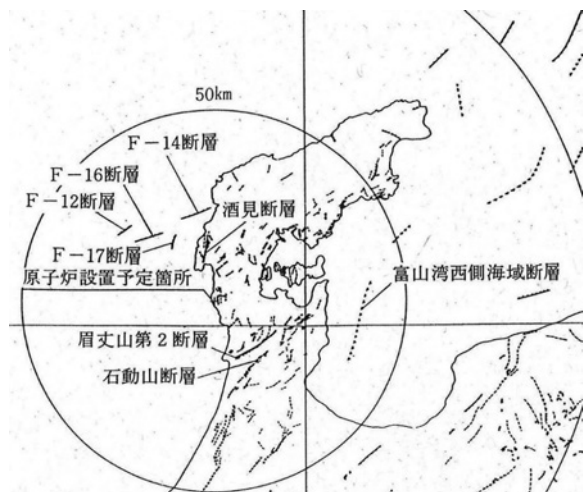 50km
F－14断層
F－16断層
F－12断層
酒見断層
F－17断層
原子炉設置予定箇所
富山湾西側海域断層
眉丈山第2断層
石動山断層